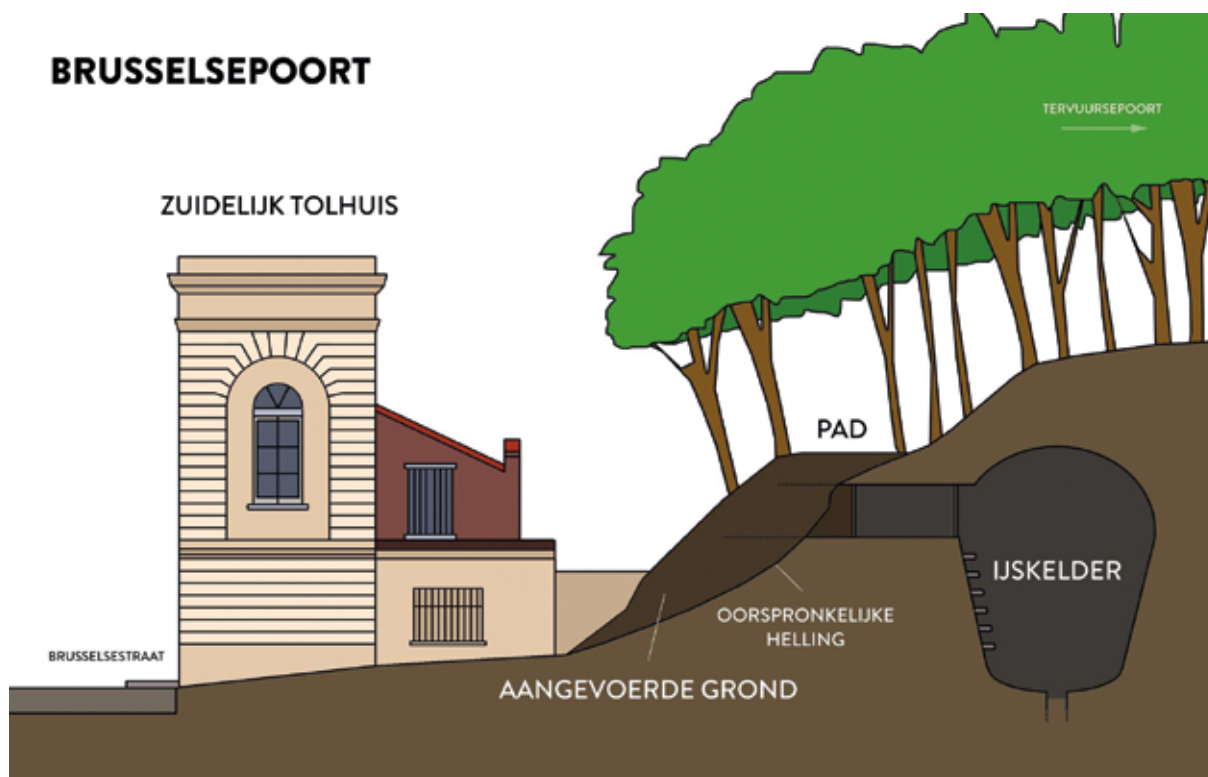 BRUSSELSEPOORT
TERVUURSEPOORT
ZUIDELIJK TOLHUIS
PAD
IJSKELDER
OORSPRONKELIJKE
HELLING
BRUSSELSESTRAAT
AANGEVOERDE GROND